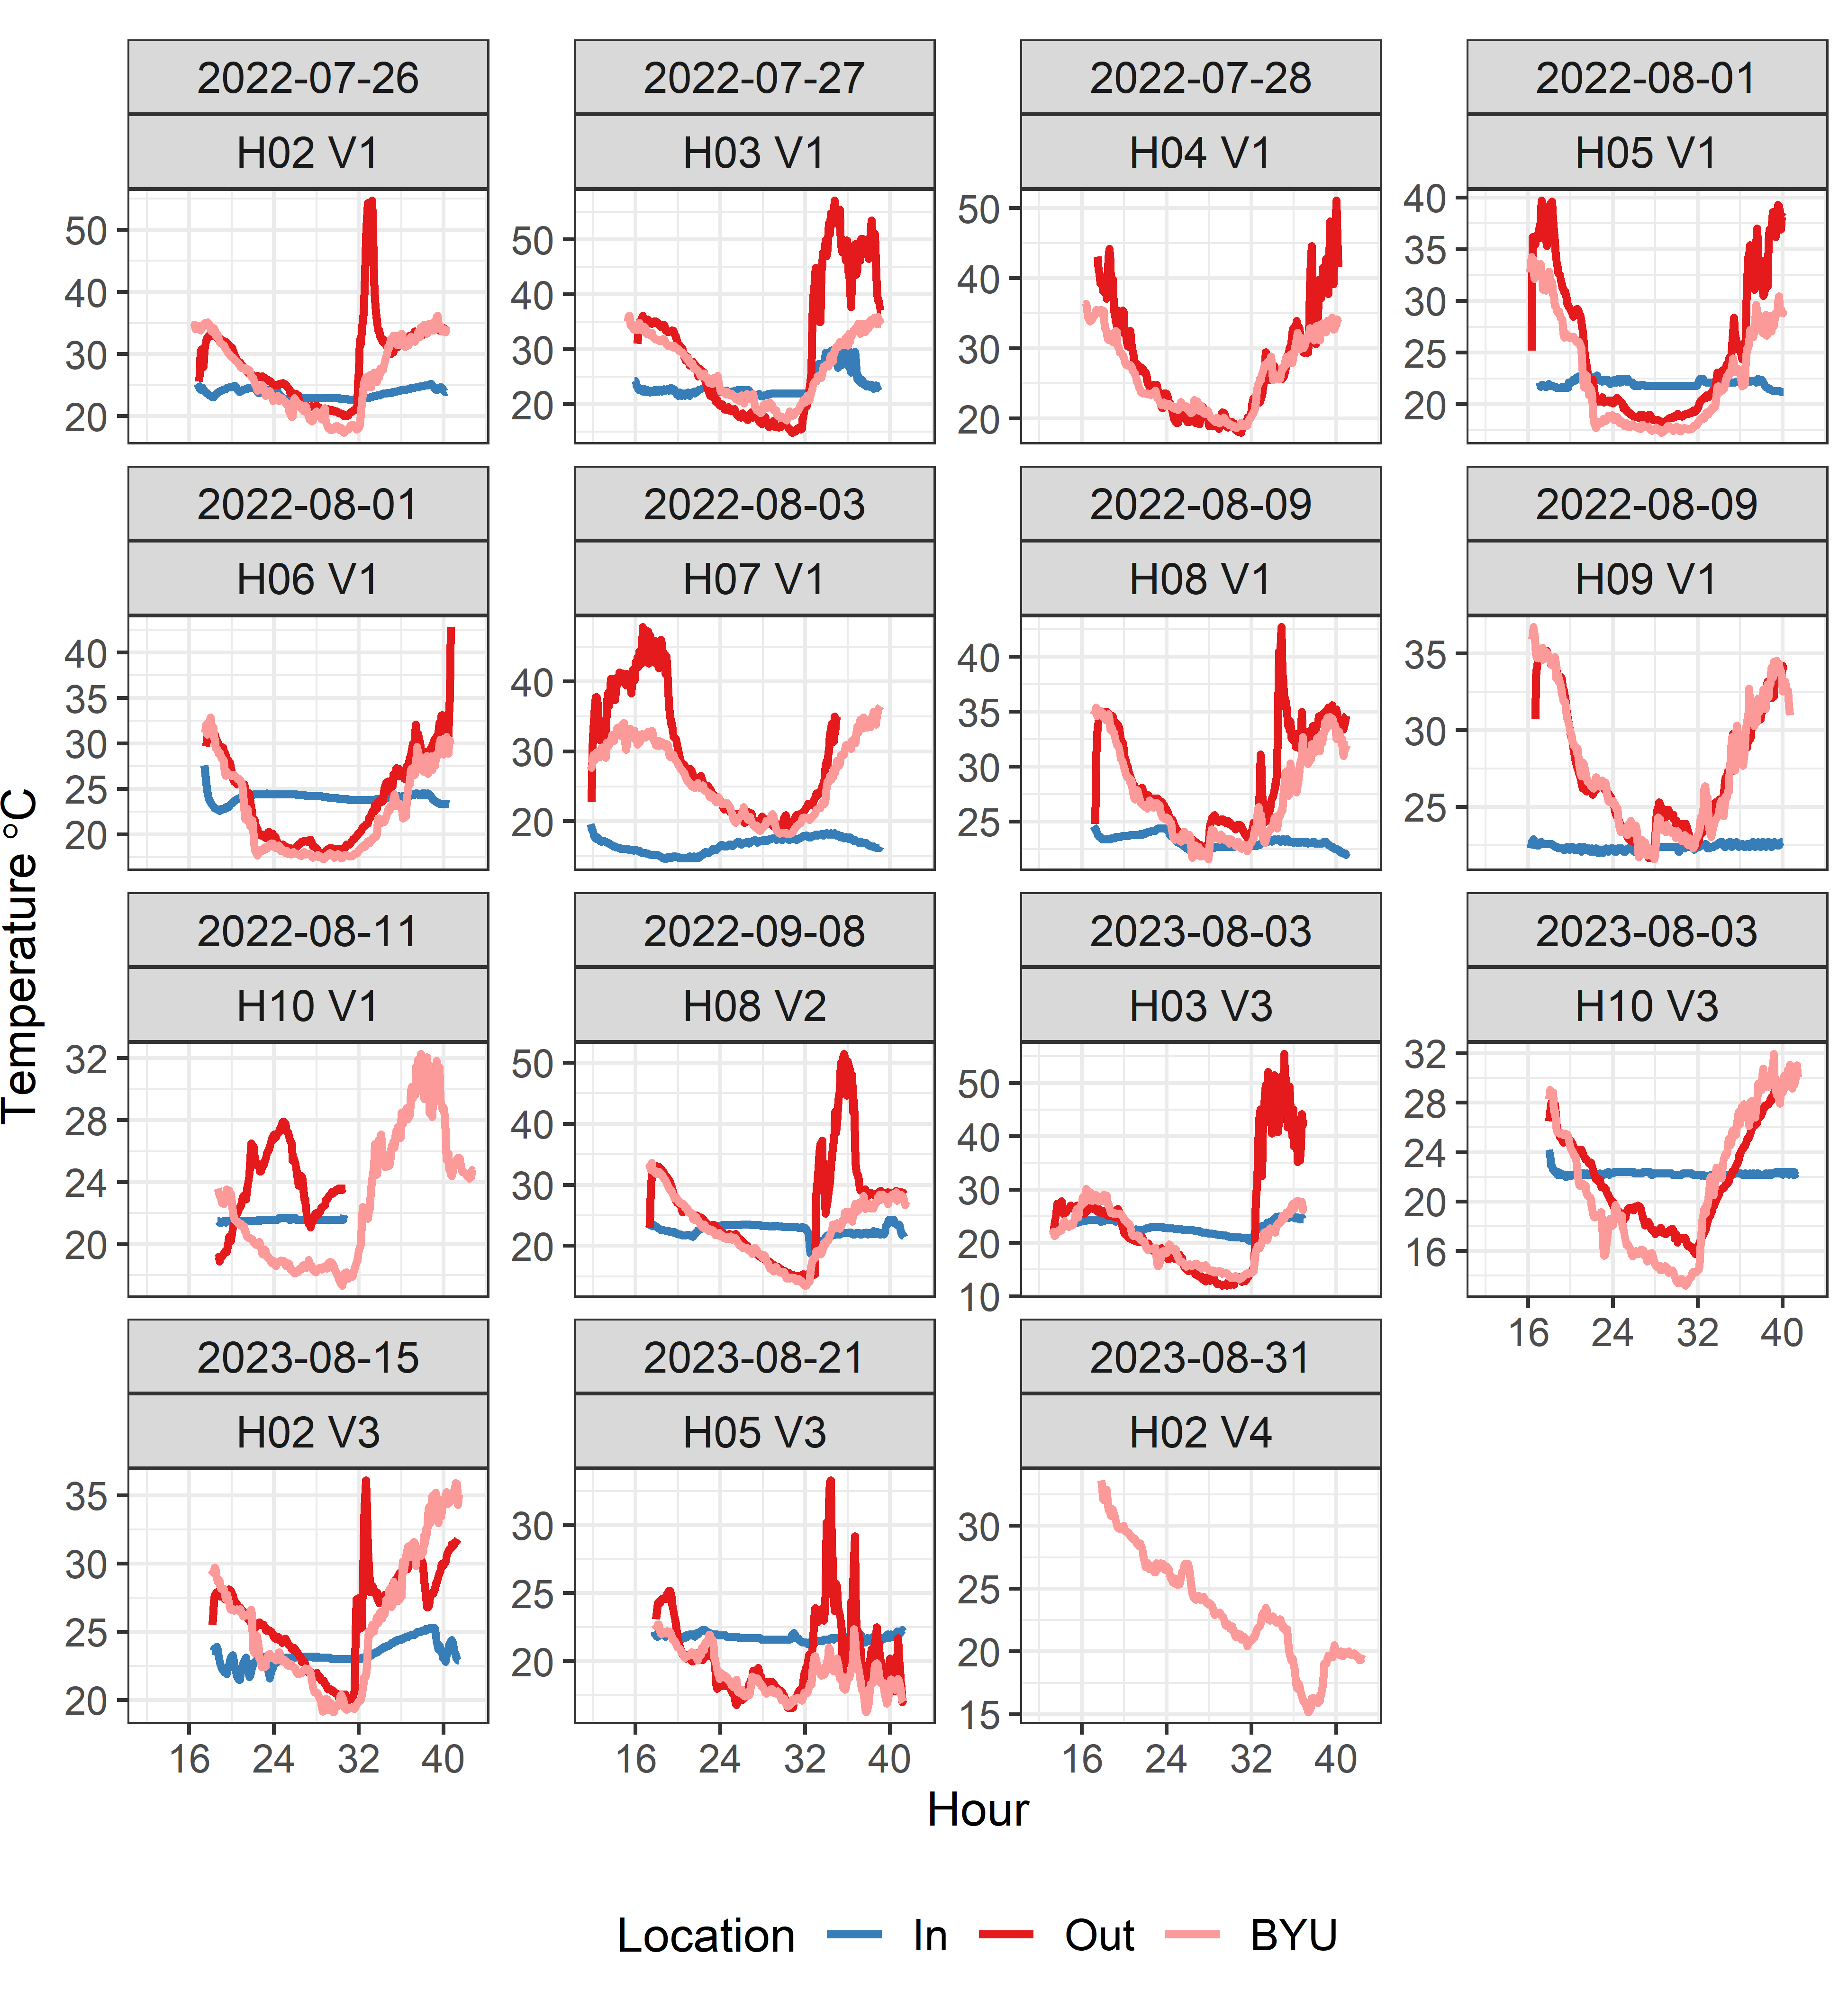 2022-07-26 2022-07-27 2022-07-28 2022-08-01
H02 V1 H03 V1 H04 V1 H05 V1
50 40 30 20
50 40 30 20
50 40 30 20
40 35 30 25 20
2022-08-01 2022-08-03 2022-08-09 2022-08-09
H06 V1 H07 V1 H08 V1 H09 V1
40 35 30 25 20
40 30 20
40 35 30 25
35 30 25
Temperature °C
2022-08-11 2022-09-08 2023-08-03 2023-08-03
H10 V1 H08 V2 H03 V3 H10 V3
32 28 24 20
50 40 30 20
50 40 30 20 10
32 28 24 20 16
16 24 32 40
2023-08-15 2023-08-21 2023-08-31
H02 V3 H05 V3 H02 V4
35 30 25 20
30 25 20
30 25 20 15
16 24 32 40 16 24 32 40 16 24 32 40
Hour
Location In Out BYU